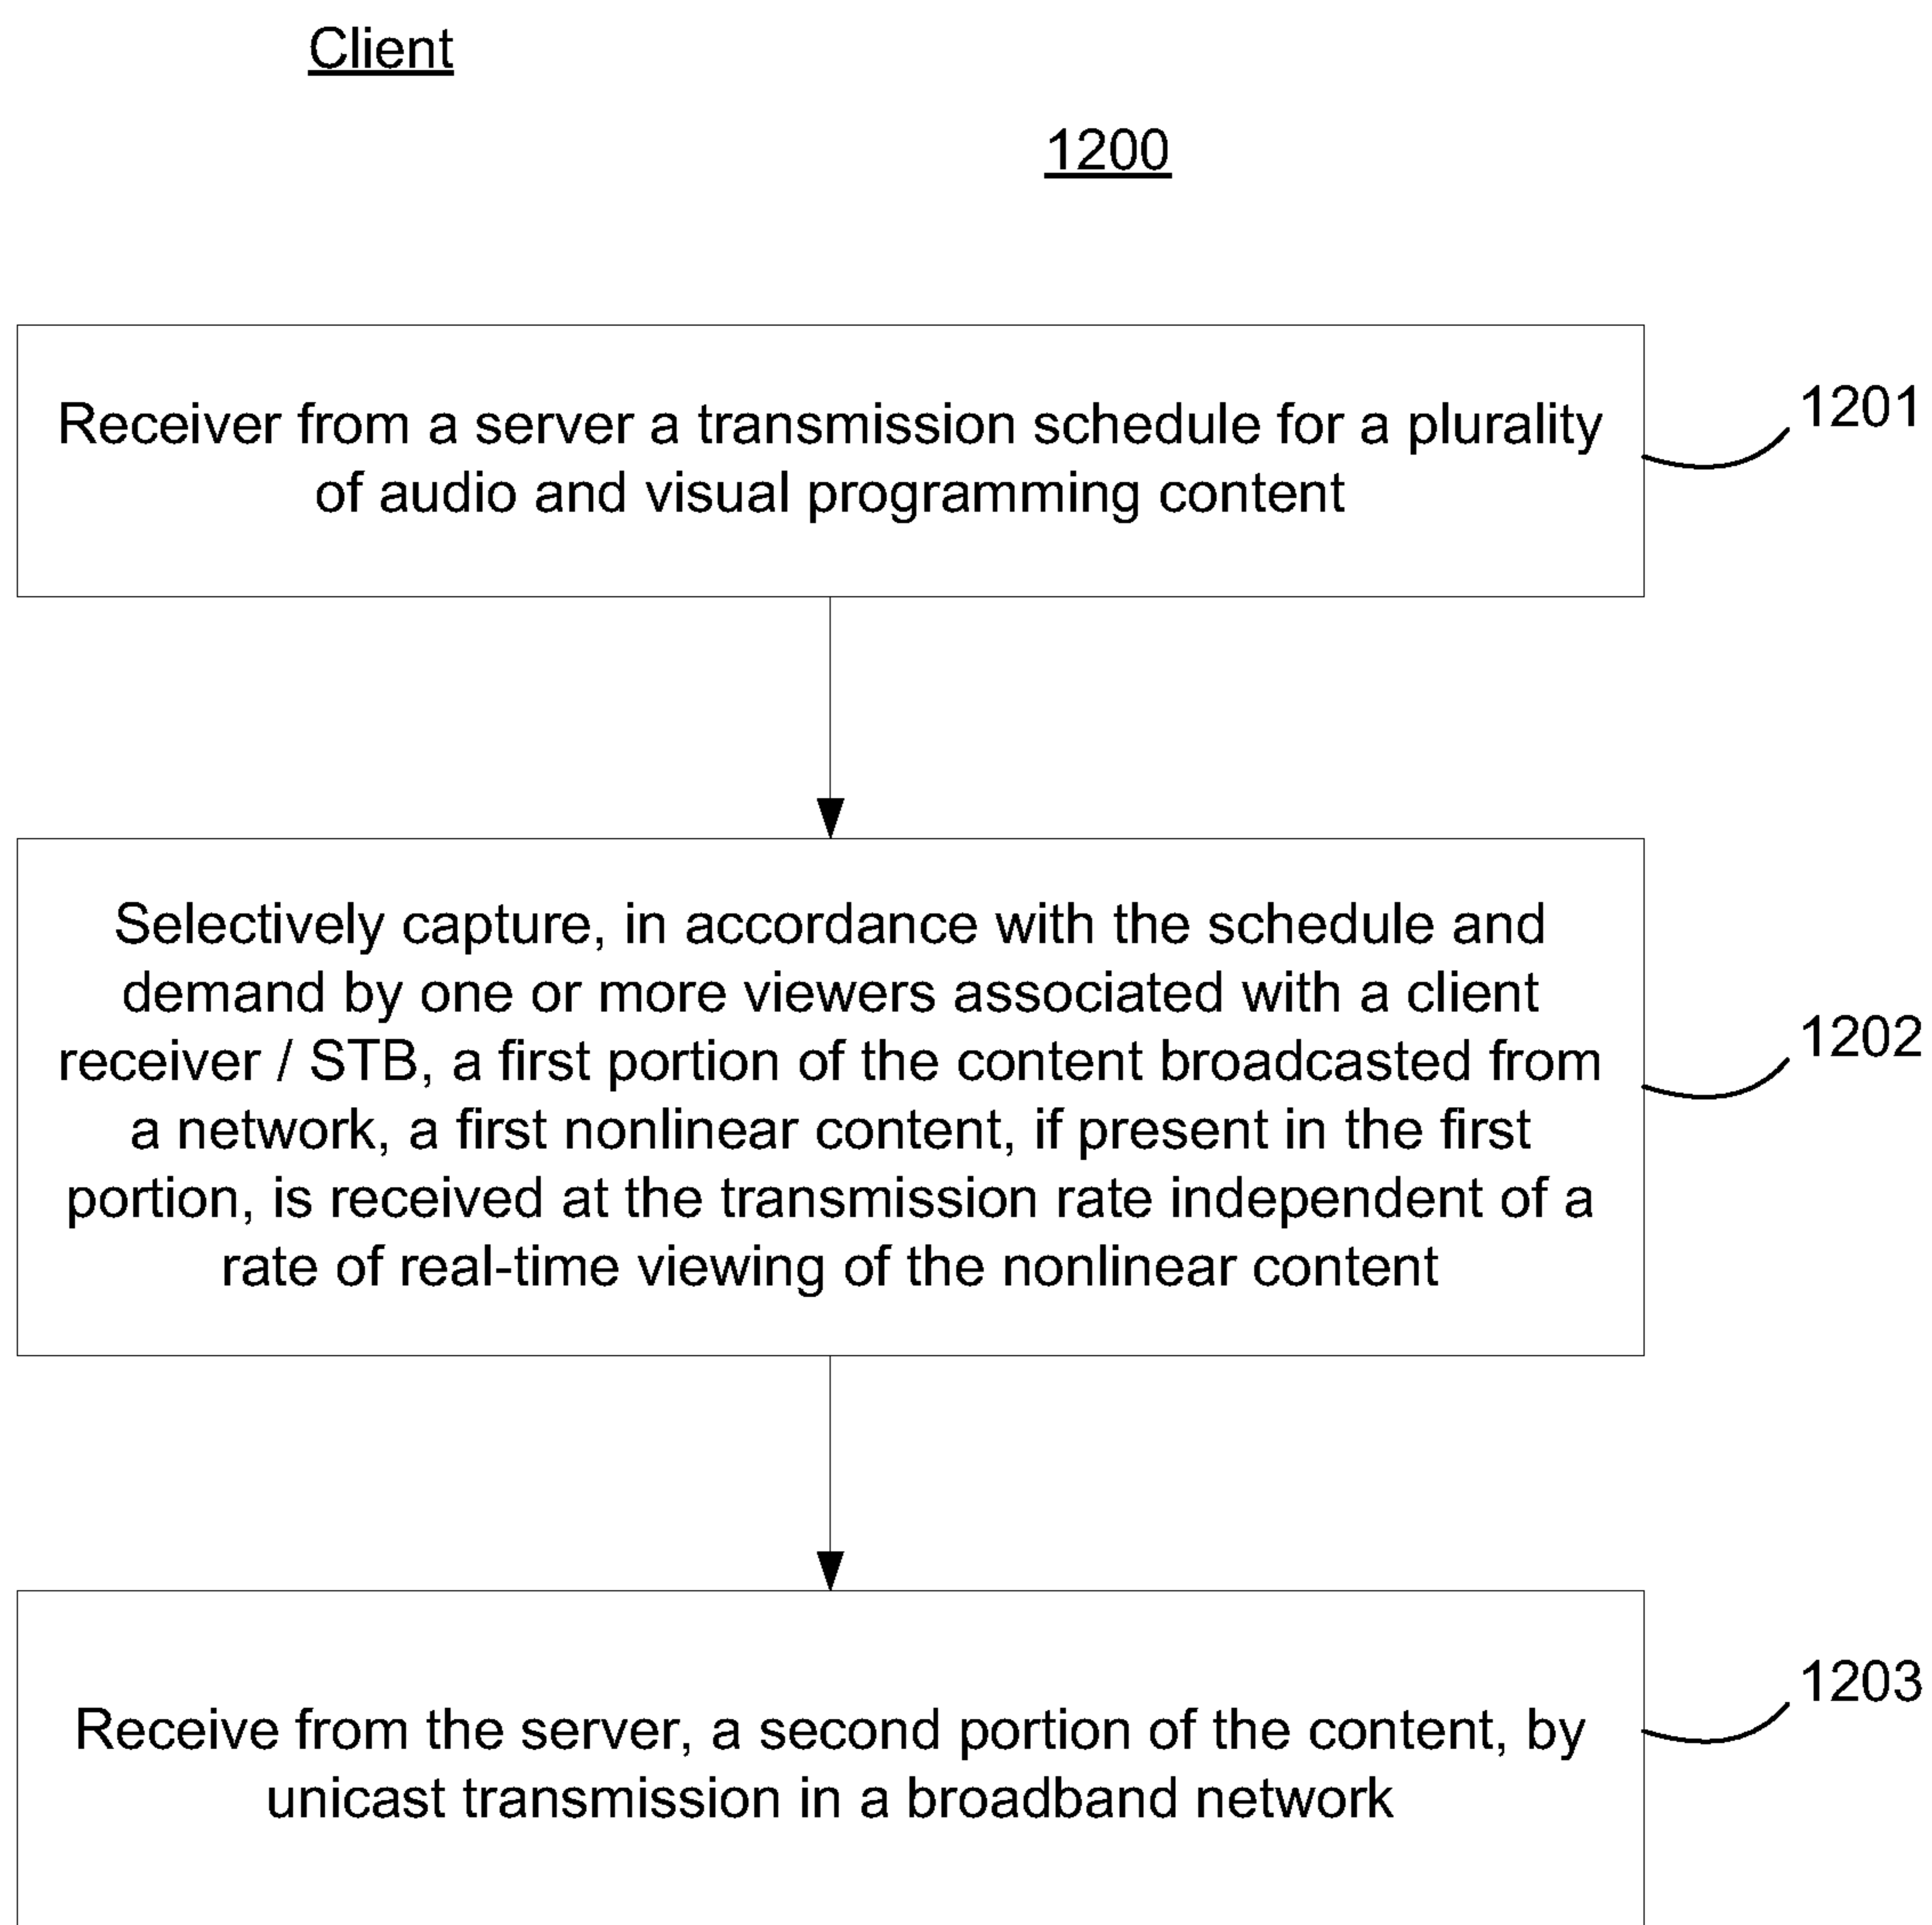 Client
1200
Receiver from a server a transmission schedule for a plurality
of audio and visual programming content
1201
Selectively capture, in accordance with the schedule and
demand by one or more viewers associated with a client
receiver / STB, a first portion of the content broadcasted from
a network, a first nonlinear content, if present in the first
portion, is received at the transmission rate independent of a
rate of real-time viewing of the nonlinear content
1202
Receive from the server, a second portion of the content, by
unicast transmission in a broadband network
1203